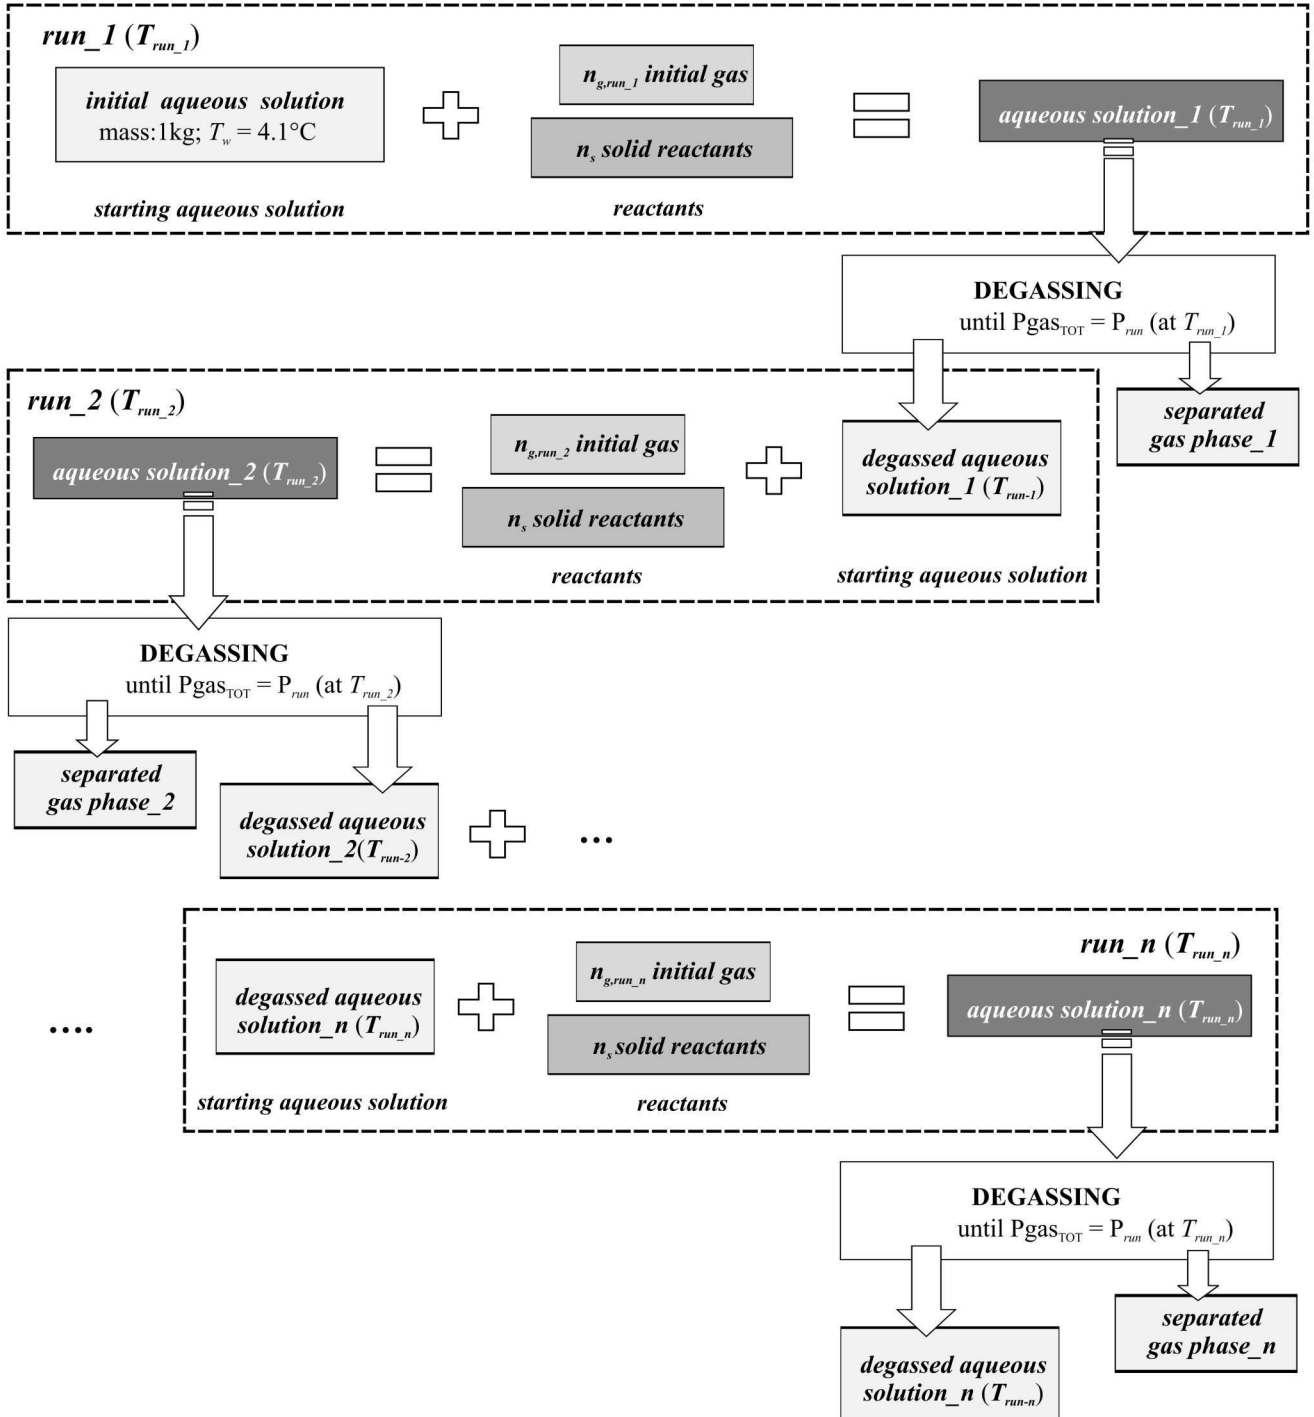 run_1 (T_run_1)
initial aqueous solution
mass:1kg; T_w = 4.1°C
n_g,run_1 initial gas
n_s solid reactants
aqueous solution_1 (T_run_1)
starting aqueous solution
reactants
DEGASSING
until Pgas_TOT = P_run (at T_run_1)
separated
gas phase_1
run_2 (T_run_2)
aqueous solution_2 (T_run_2)
n_g,run_2 initial gas
n_s solid reactants
degassed aqueous
solution_1 (T_run-1)
reactants
starting aqueous solution
DEGASSING
until Pgas_TOT = P_run (at T_run_2)
separated
gas phase_2
degassed aqueous
solution_2(T_run-2)
...
run_n (T_run_n)
....
degassed aqueous
solution_n (T_run_n)
n_g,run_n initial gas
n_s solid reactants
aqueous solution_n (T_run_n)
starting aqueous solution
reactants
DEGASSING
until Pgas_TOT = P_run (at T_run_n)
separated
gas phase_n
degassed aqueous
solution_n (T_run-n)